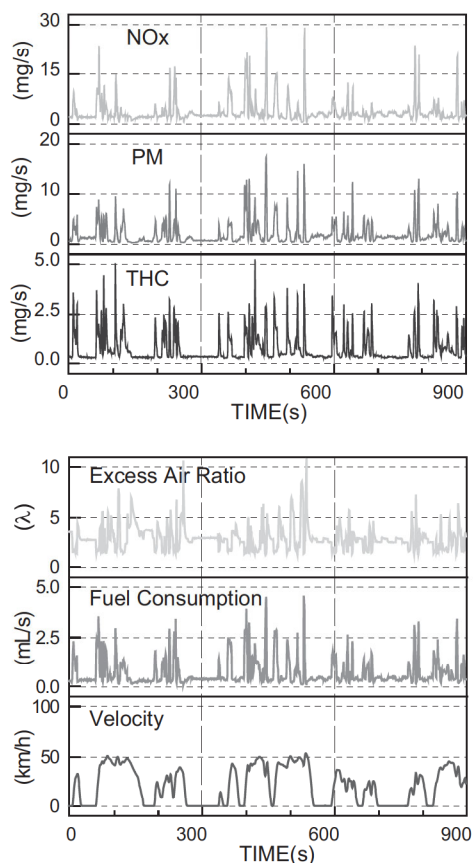 30
NOx
15
(mg/s)
0
20
PM
10
(mg/s)
0
5.0
THC
2.5
(mg/s)
0.0
0 300 600 900
TIME(s)
10
Excess Air Ratio
5
(λ)
0
5.0
Fuel Consumption
2.5
(mL/s)
0.0
100
Velocity
50
(km/h)
0
0 300 600 900
TIME(s)